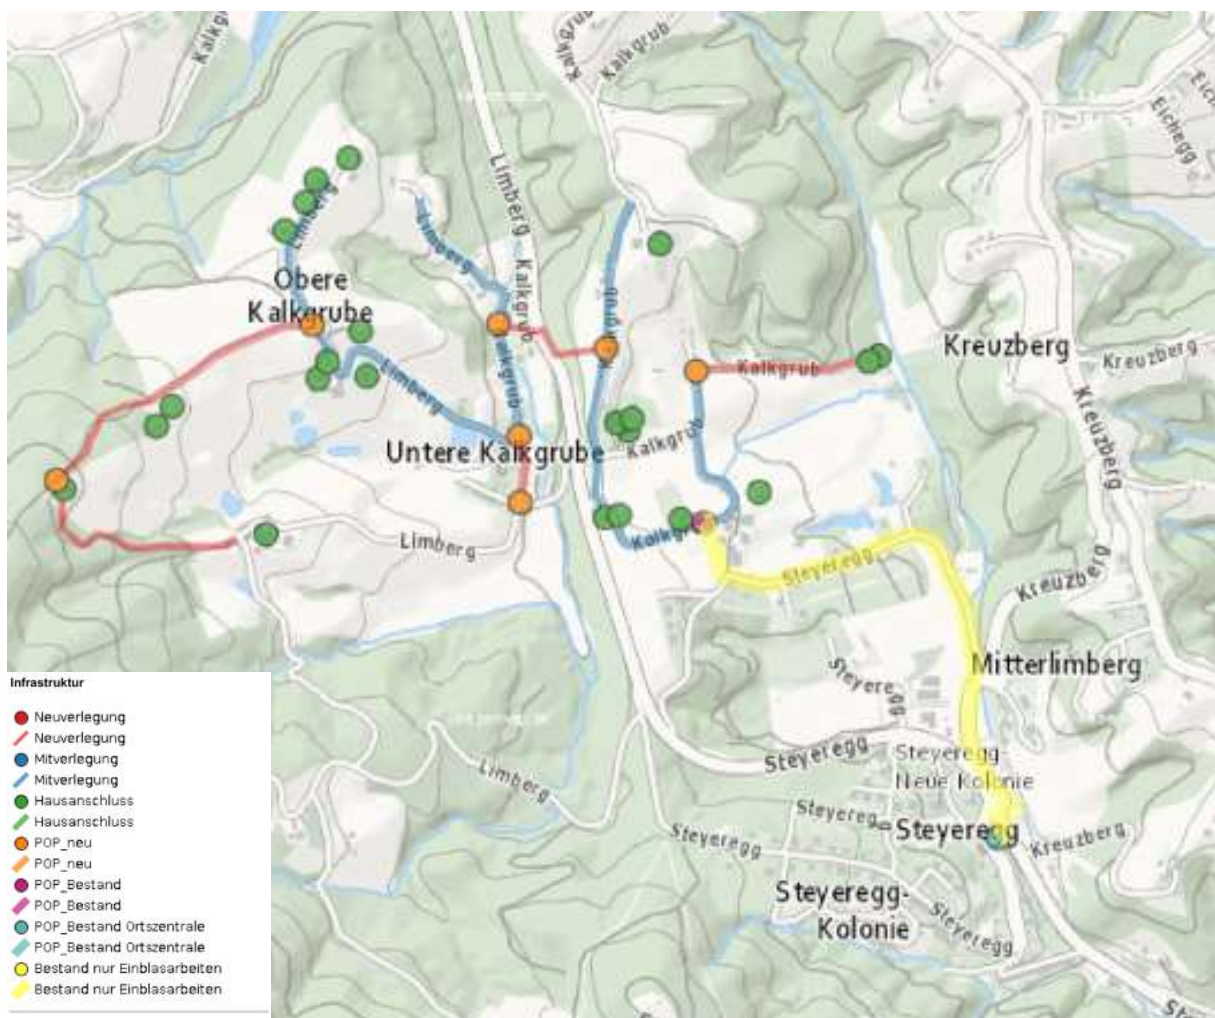 Kalkgrub
Kalkgrub
Kalkgrub
Eichegg
Limberg
Limberg
Limberg
Kalkgrub
Obere
Kalkgrube
Kalkgrub
Kreuzberg
Kreuzberg
Kalkgrub
Limberg
Kalkgrub
Kreuzberg
Untere Kalkgrube
Kalkgrub
Limberg
Steyeregg
Kreuzberg
Mitterlimberg
Steyeregg
Steyeregg
Steyeregg-
Neue Kolonie
Limberg
Steyeregg
Steyeregg
Steyeregg
Kreuzberg
Steyeregg-
Kolonie
Steyeregg
Infrastruktur
Neuverlegung
Neuverlegung
Mitverlegung
Mitverlegung
Hausanschluss
Hausanschluss
POP_neu
POP_neu
POP_Bestand
POP_Bestand
POP_Bestand Ortszentrale
POP_Bestand Ortszentrale
Bestand nur Einblasarbeiten
Bestand nur Einblasarbeiten